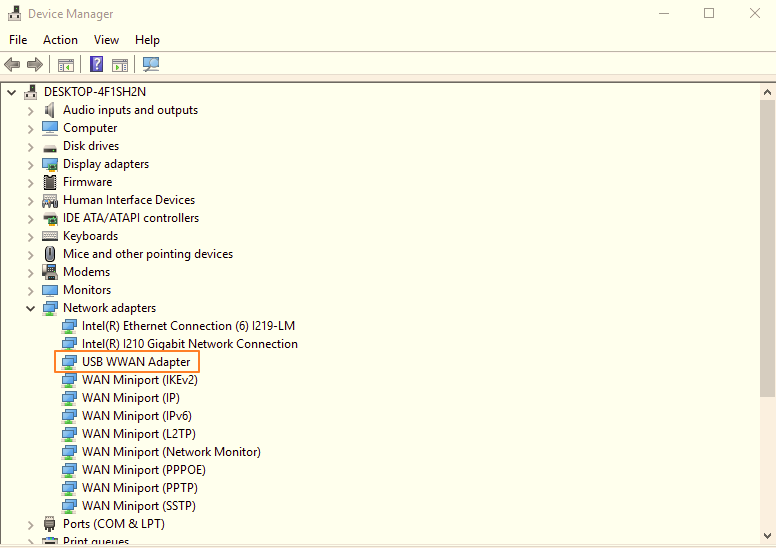 Device Manager
File Action View Help
DESKTOP-4F1SH2N
Audio inputs and outputs
Computer
Disk drives
Display adapters
Firmware
Human Interface Devices
IDE ATA/ATAPI controllers
Keyboards
Mice and other pointing devices
Modems
Monitors
Network adapters
Intel(R) Ethernet Connection (6) I219-LM
Intel(R) I210 Gigabit Network Connection
USB WWAN Adapter
WAN Miniport (IKEv2)
WAN Miniport (IP)
WAN Miniport (IPv6)
WAN Miniport (L2TP)
WAN Miniport (Network Monitor)
WAN Miniport (PPPOE)
WAN Miniport (PPTP)
WAN Miniport (SSTP)
Ports (COM & LPT)
Print queues